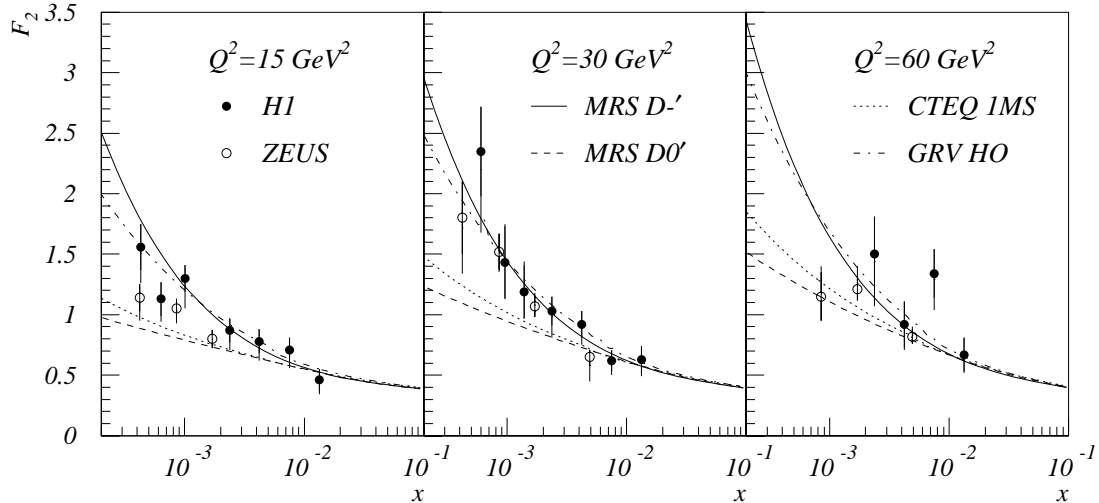 F₂
3.5
3
2.5
2
1.5
1
0.5
0
Q²=15 GeV² Q²=30 GeV² Q²=60 GeV²
H1 MRS D-′ CTEQ 1MS
ZEUS MRS D0′ GRV HO
10⁻³ 10⁻² 10⁻³ 10⁻² 10⁻¹ 10⁻³ 10⁻² 10⁻¹
x x x